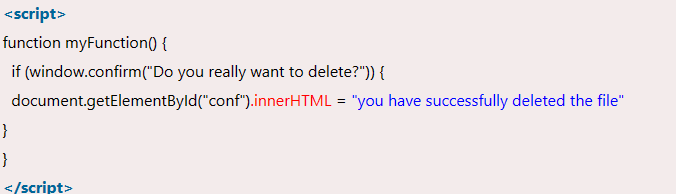 <script>
function myFunction() {
if (window.confirm("Do you really want to delete?")) {
document.getElementById("conf").innerHTML = "you have successfully deleted the file"
}
}
</script>